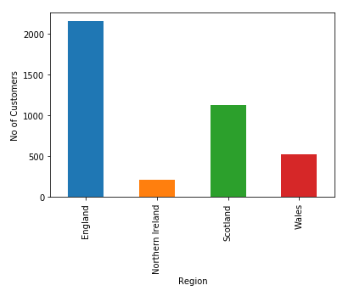 2000
1500
1000
500
0
No of Customers
England
Northern Ireland
Scotland
Wales
Region